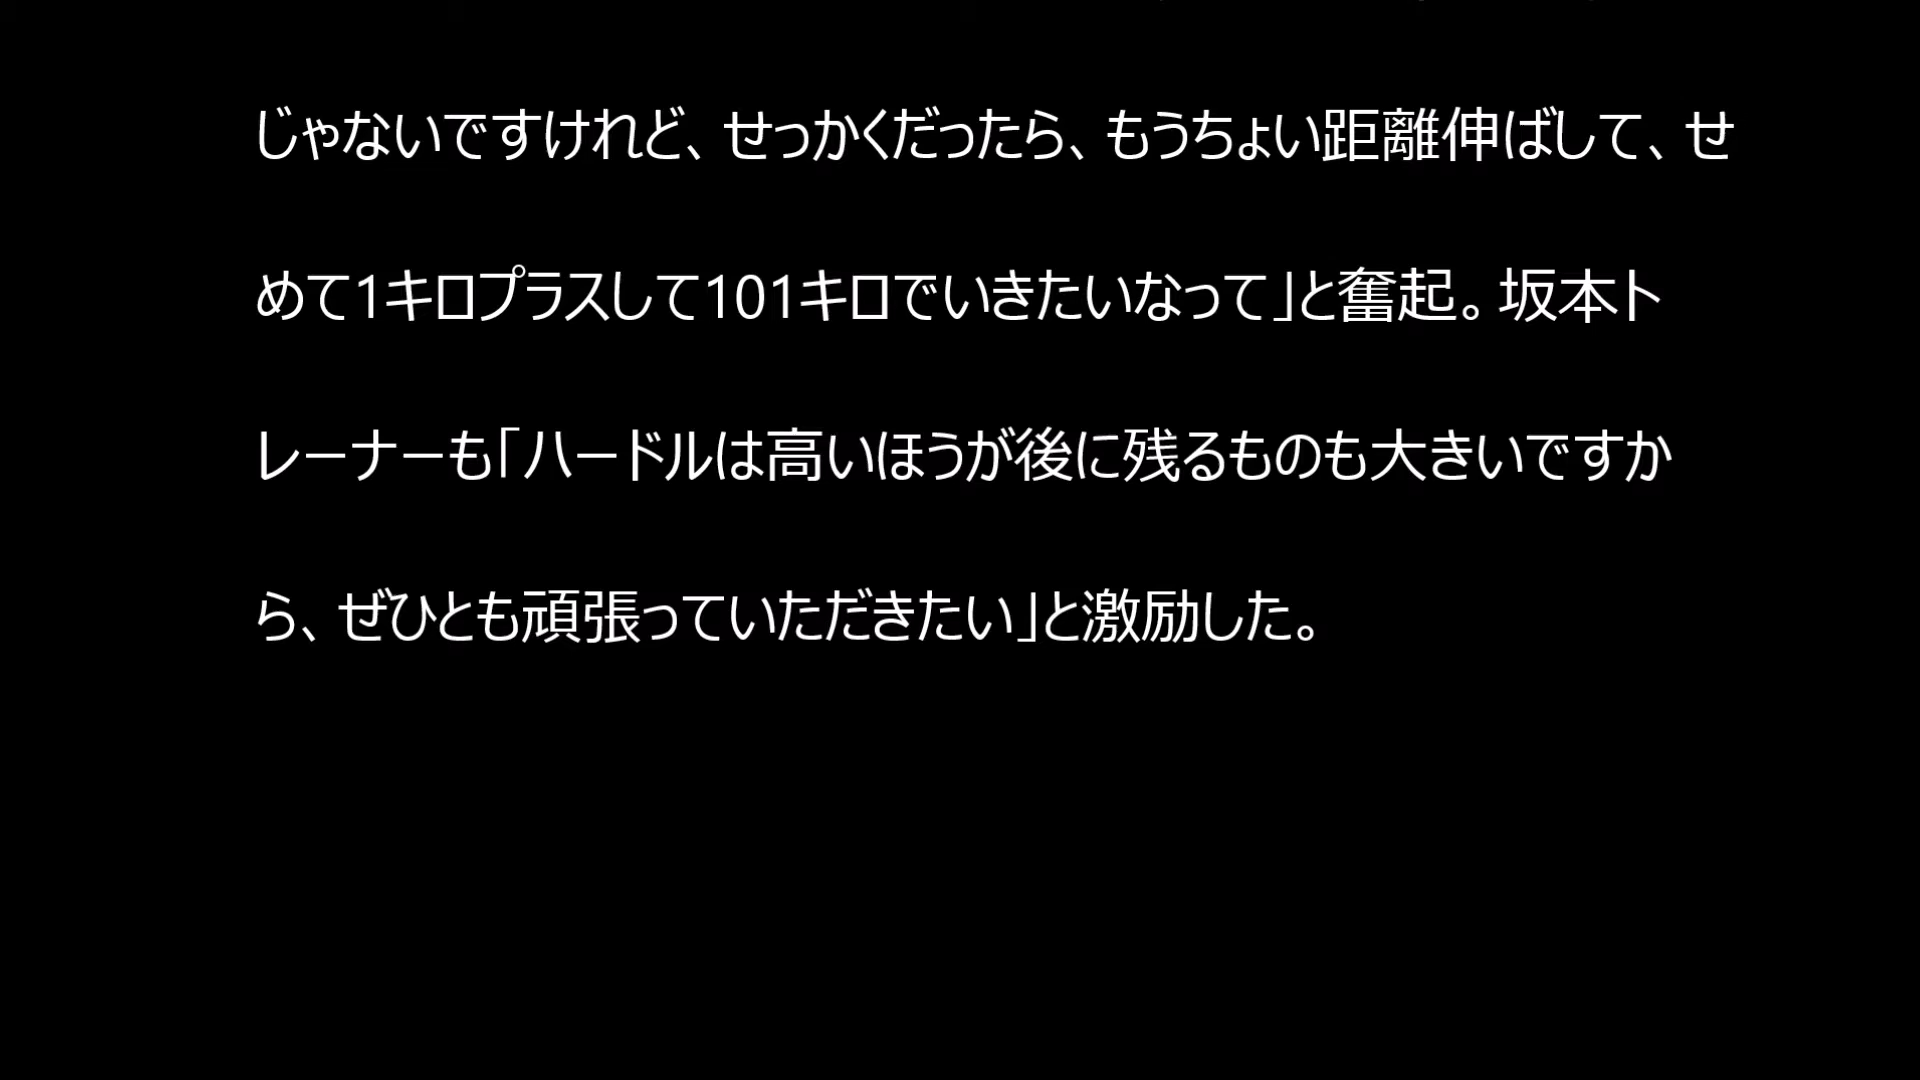 じゃないですけれど、せっかくだったら、もうちょい距離伸ばして、せ
めて1キロプラスして101キロでいきたいなって」と奮起。坂本ト
レーナーも「ハードルは高いほうが後に残るものも大きいですか
ら、ぜひとも頑張っていただきたい」と激励した。